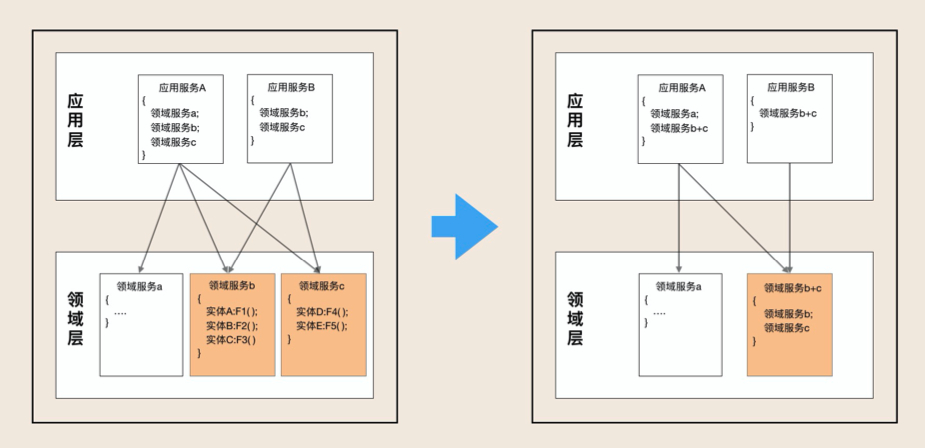 应用层
应用服务A
{
领域服务a;
领域服务b;
领域服务c
}
应用服务B
{
领域服务b;
领域服务c
}
领域层
领域服务a
{
....
}
领域服务b
{
实体A:F1( );
实体B:F2( );
实体C:F3( )
}
领域服务c
{
实体D:F4( );
实体E:F5( );
}
应用层
应用服务A
{
领域服务a;
领域服务b+c
}
应用服务B
{
领域服务b+c
}
领域层
领域服务a
{
....
}
领域服务b+c
{
领域服务b;
领域服务c
}